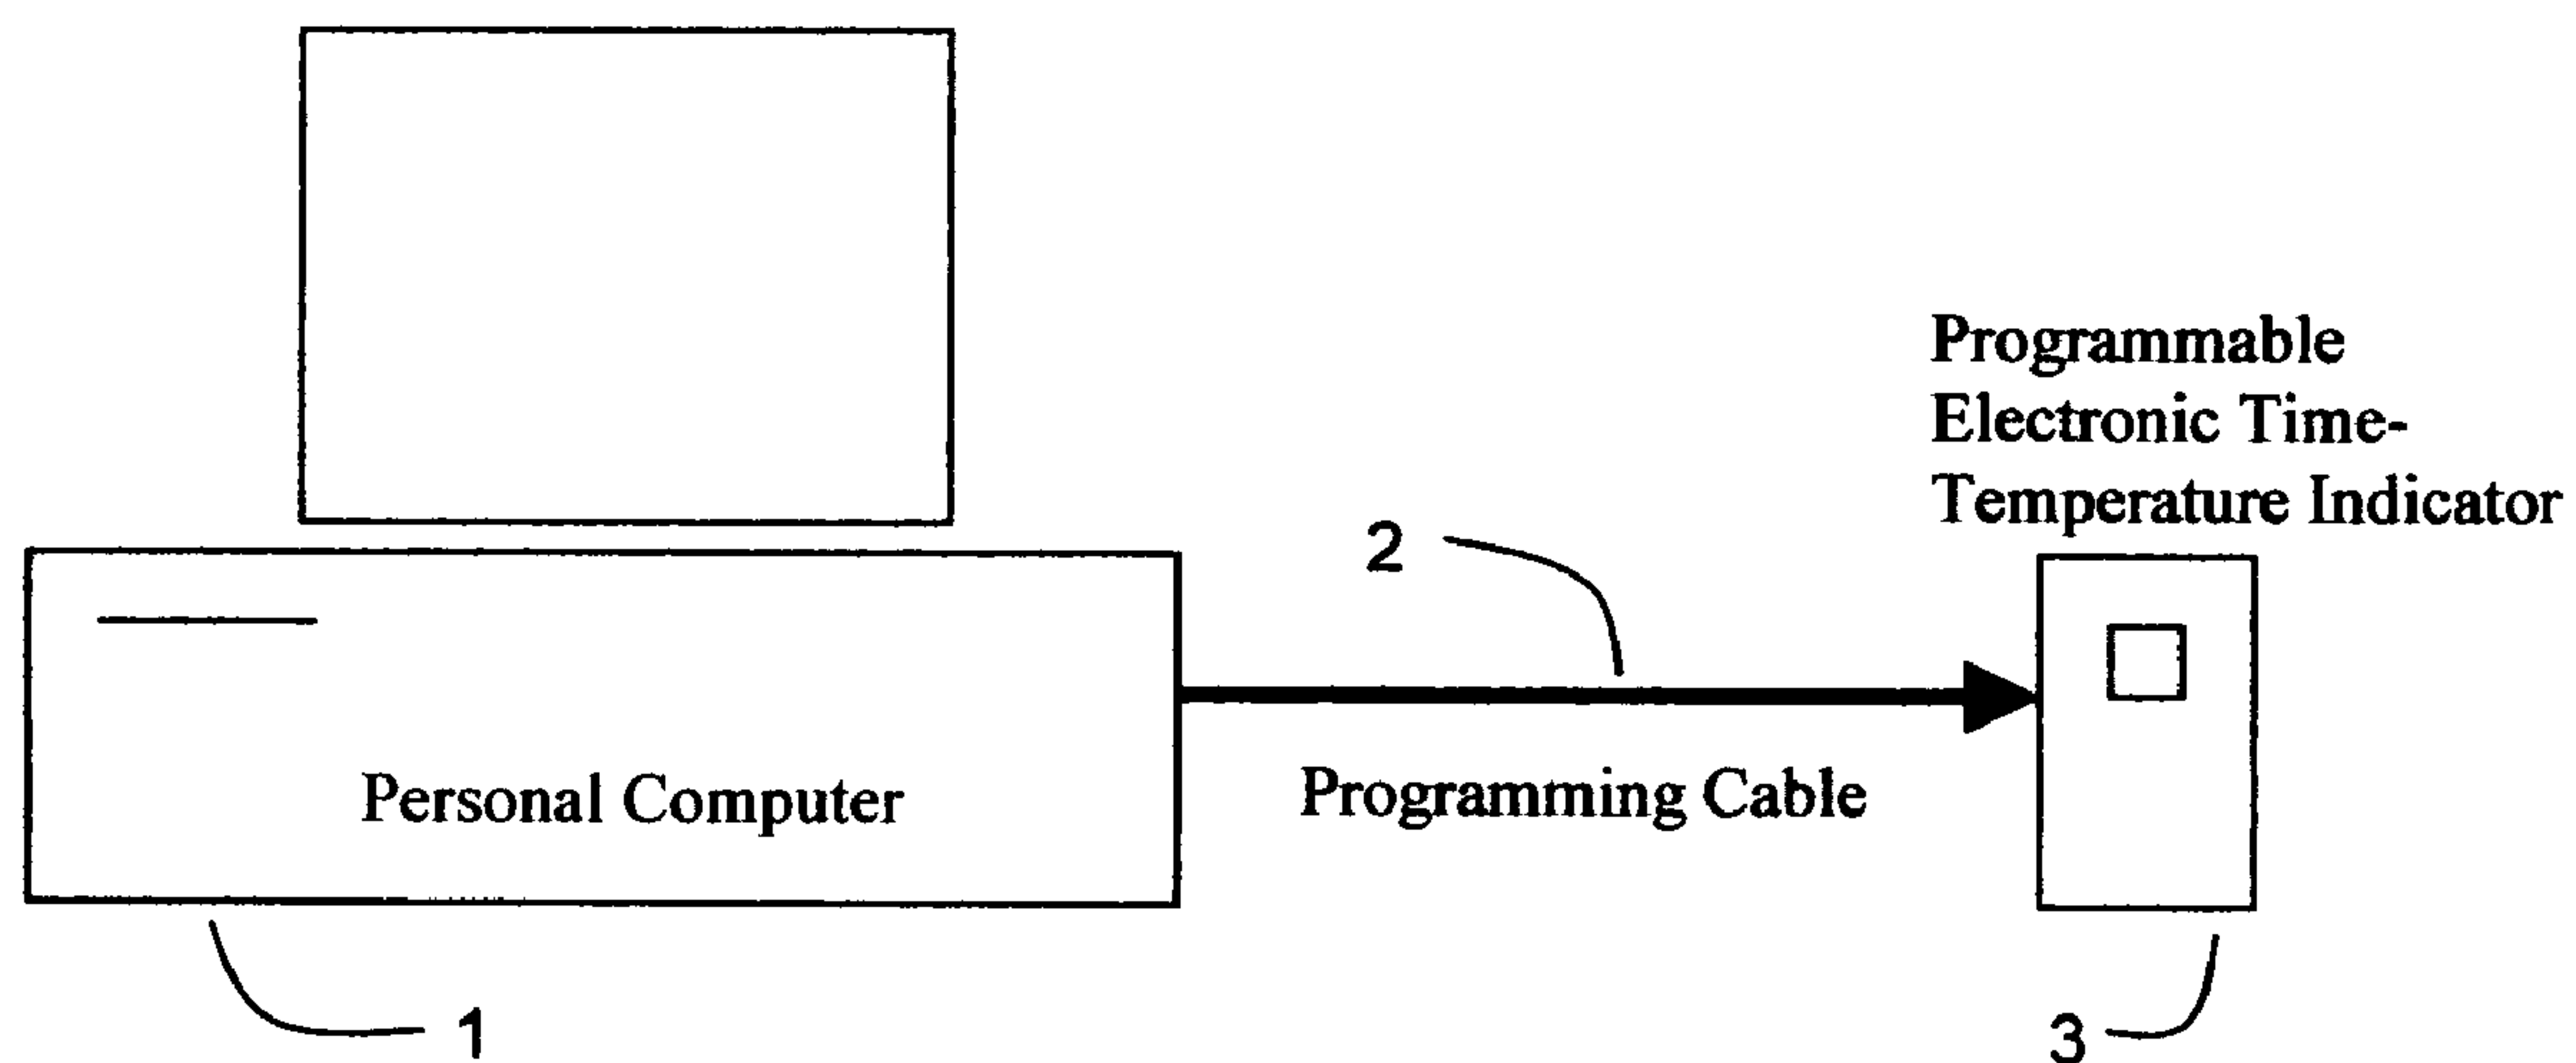 Programmable
Electronic Time-
Temperature Indicator
2
Personal Computer
Programming Cable
1
3